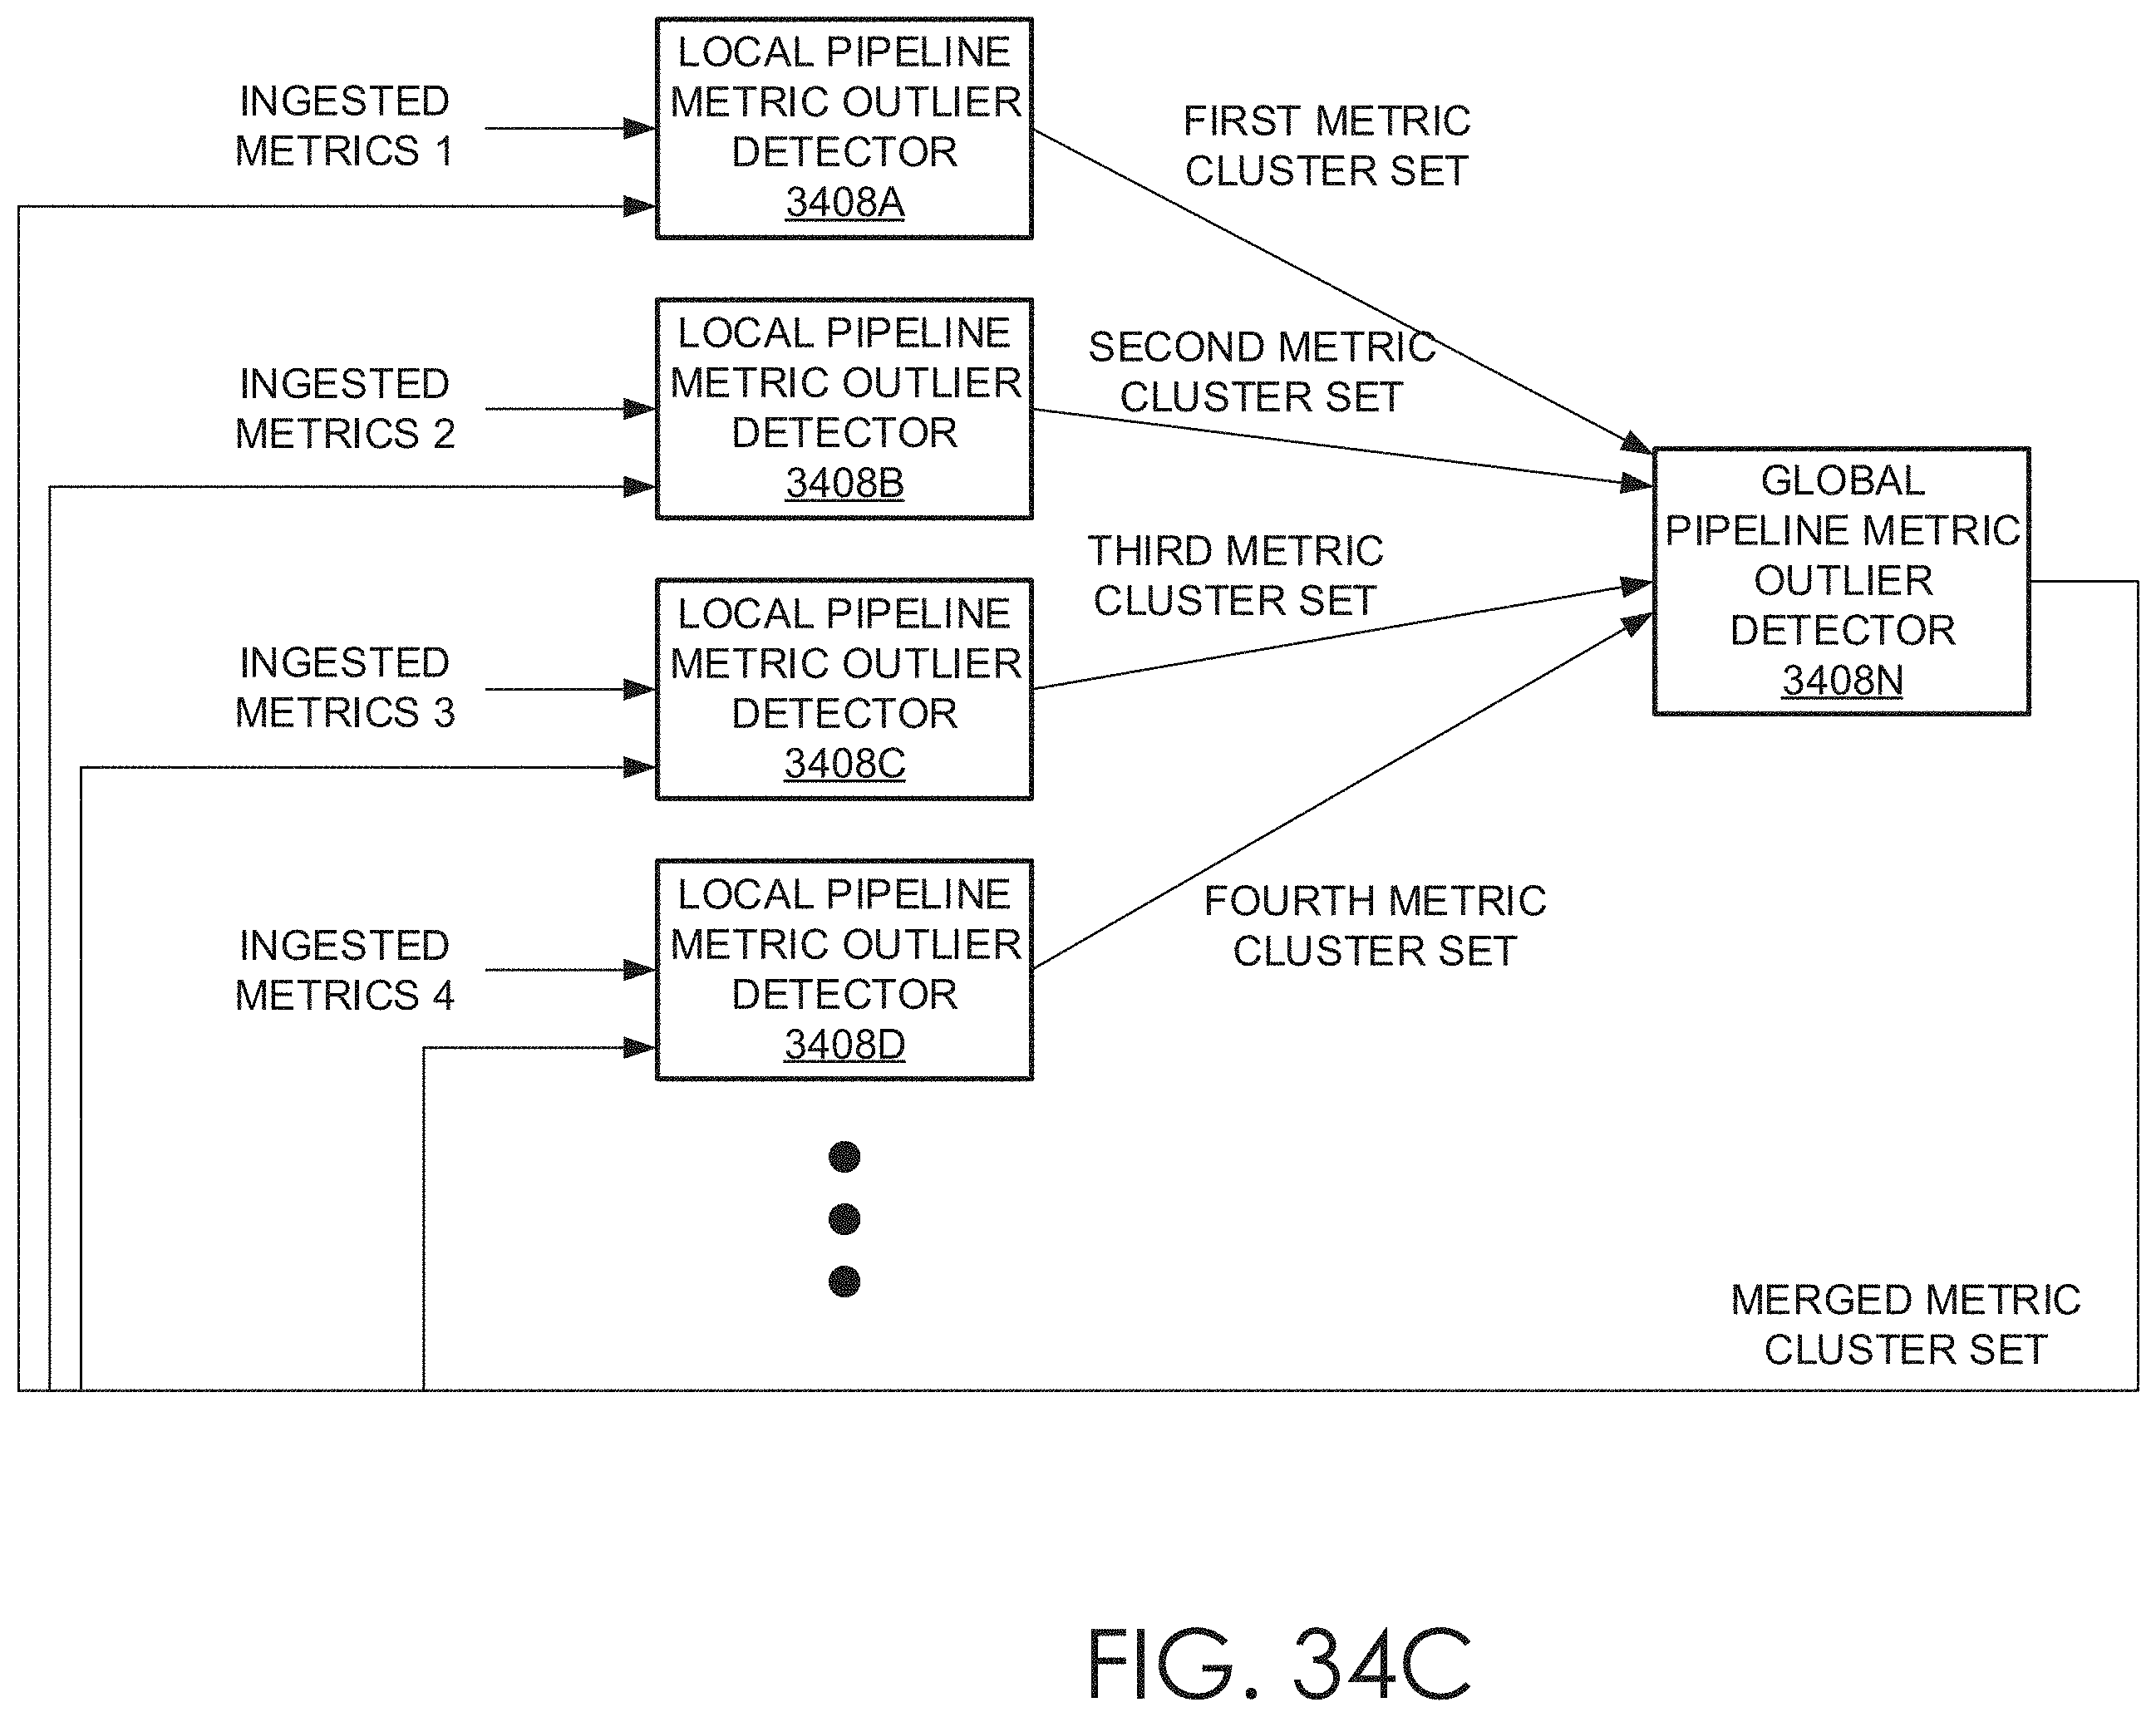 LOCAL PIPELINE
METRIC OUTLIER
DETECTOR
3408A
INGESTED
METRICS 1
FIRST METRIC
CLUSTER SET
LOCAL PIPELINE
METRIC OUTLIER
DETECTOR
3408B
INGESTED
METRICS 2
SECOND METRIC
CLUSTER SET
GLOBAL
PIPELINE METRIC
OUTLIER
DETECTOR
3408N
LOCAL PIPELINE
METRIC OUTLIER
DETECTOR
3408C
INGESTED
METRICS 3
THIRD METRIC
CLUSTER SET
LOCAL PIPELINE
METRIC OUTLIER
DETECTOR
3408D
INGESTED
METRICS 4
FOURTH METRIC
CLUSTER SET
MERGED METRIC
CLUSTER SET
FIG. 34C